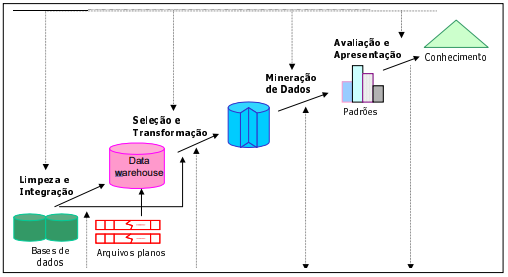 Avaliação e
Apresentação
Conhecimento
Mineração
de Dados
Padrões
Seleção e
Transformação
Data
warehouse
Limpeza e
Integração
Bases de
dados
Arquivos planos